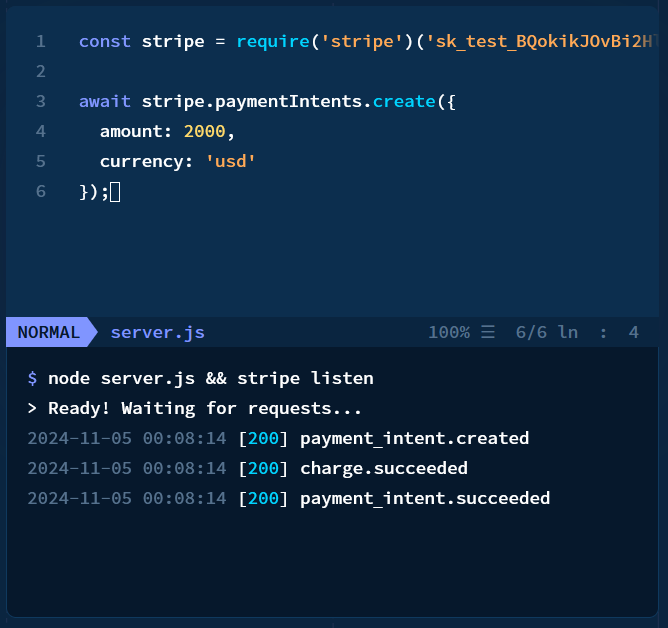 1 const stripe = require('stripe')('sk_test_BQokikJOvBi2H
2
3 await stripe.paymentIntents.create({
4 amount: 2000,
5 currency: 'usd'
6 });
NORMAL server.js 100% ☰ 6/6 ln : 4
$ node server.js && stripe listen
> Ready! Waiting for requests...
2024-11-05 00:08:14 [200] payment_intent.created
2024-11-05 00:08:14 [200] charge.succeeded
2024-11-05 00:08:14 [200] payment_intent.succeeded